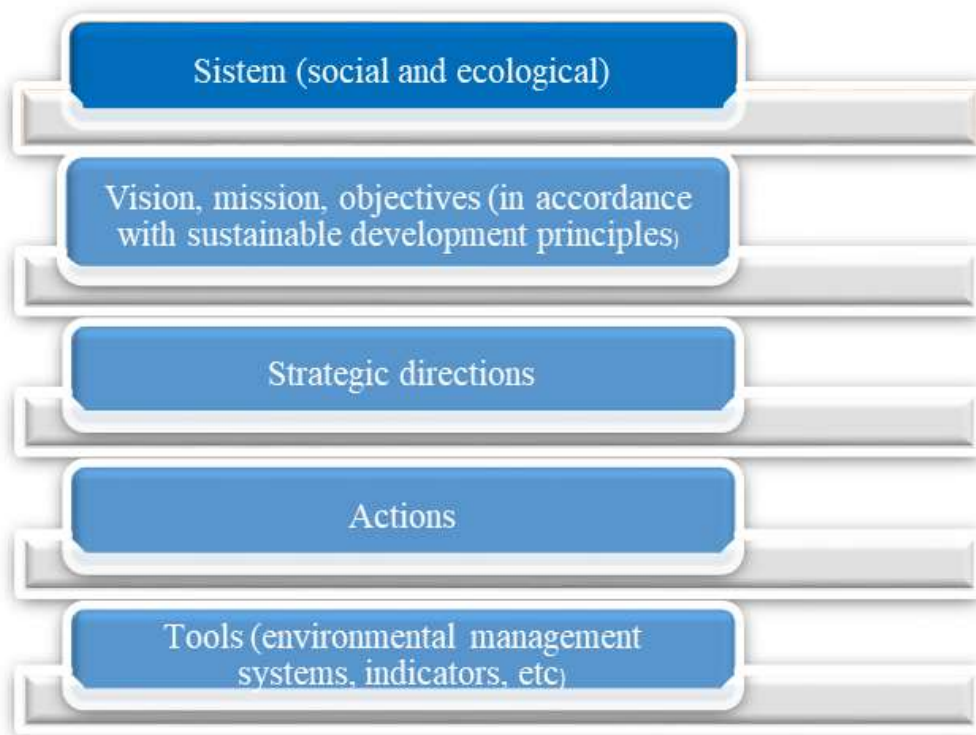 Sistem (social and ecological)
Vision, mission, objectives (in accordance
with sustainable development principles)
Strategic directions
Actions
Tools (environmental management
systems, indicators, etc)